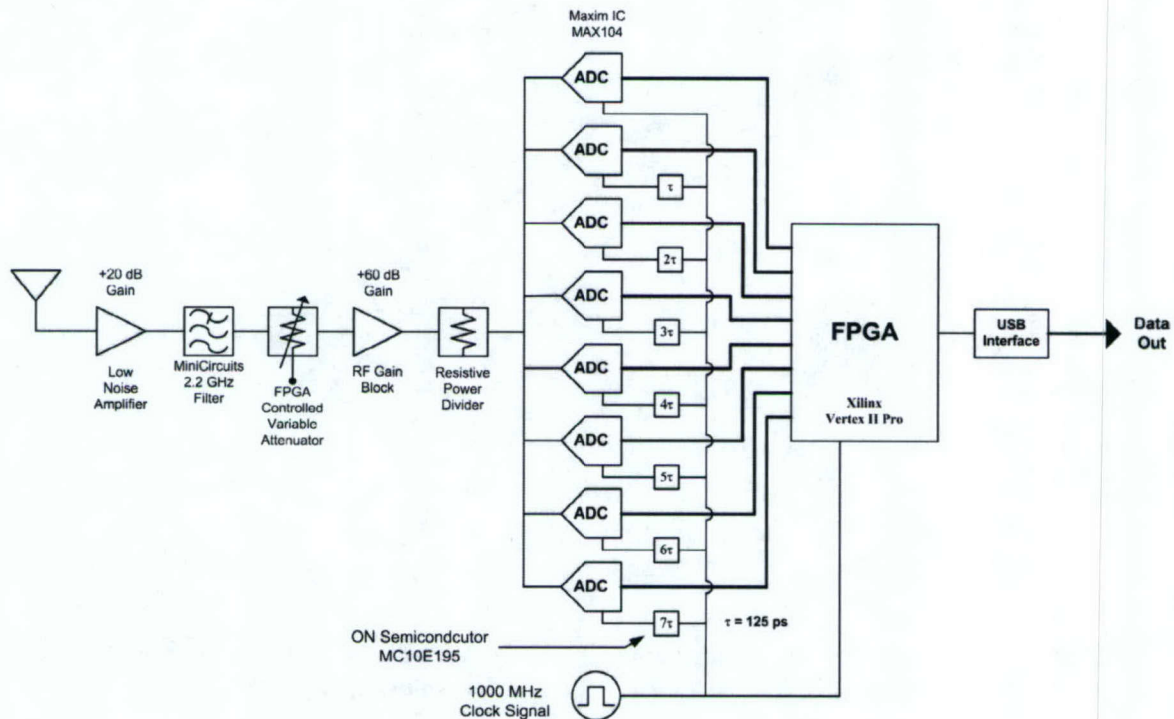 Maxim IC
MAX104
ADC
ADC
τ
ADC
2τ
ADC
3τ
ADC
4τ
ADC
5τ
ADC
6τ
ADC
7τ
τ = 125 ps
+20 dB
Gain
Low
Noise
Amplifier
MiniCircuits
2.2 GHz
Filter
FPGA
Controlled
Variable
Attenuator
+60 dB
Gain
RF Gain
Block
Resistive
Power
Divider
FPGA
Xilinx
Vertex II Pro
USB
Interface
Data
Out
ON Semicondcutor
MC10E195
1000 MHz
Clock Signal